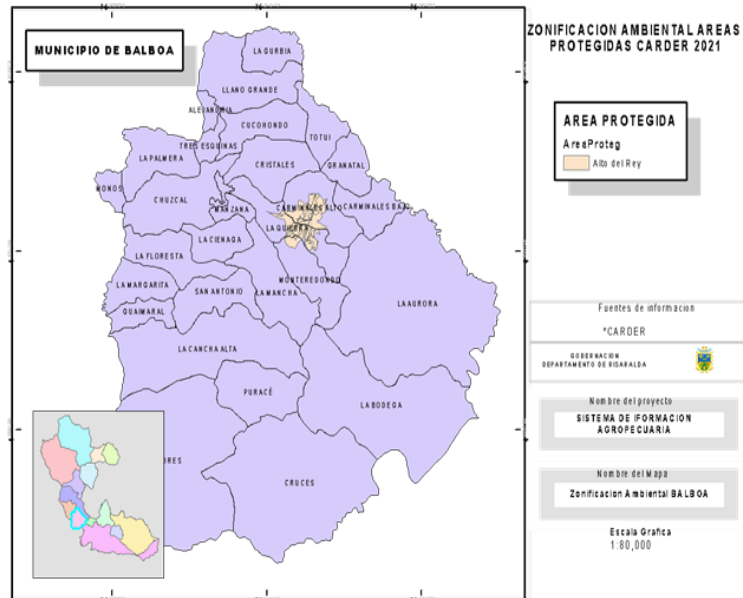 MUNICIPIO DE BALBOA
LA GURBIA
LLANO GRANDE
ALEJANDRIA
CUCOHONDO
TOTUI
TRES ESQUINAS
LA PALMERA
CRISTALES
GRANATAL
MONOS
CHUZCAL
MANZANA
CARMINALES ALTO
CARMINALES BAJO
LA QUIEBRA
LA CIENAGA
LA FLORESTA
MONTEREDONDO
LA MARGARITA
SAN ANTONIO
LA MANCHA
LA AURORA
GUAIMARAL
LA CANCHA ALTA
PURACÉ
LA BODEGA
CRUCES
ZONIFICACION AMBIENTAL AREAS
PROTEGIDAS CARDER 2021
AREA PROTEGIDA
AreaProteg
Alto del Rey
Fuentes de informacion
*CARDER
GOBERNACION
DEPARTAMENTO DE RISARALDA
Nombre del proyecto
SISTEMA DE IFORMACION
AGROPECUARIA
Nombre del Mapa
Zonificacion Ambiental BALBOA
Escala Grafica
1:80,000